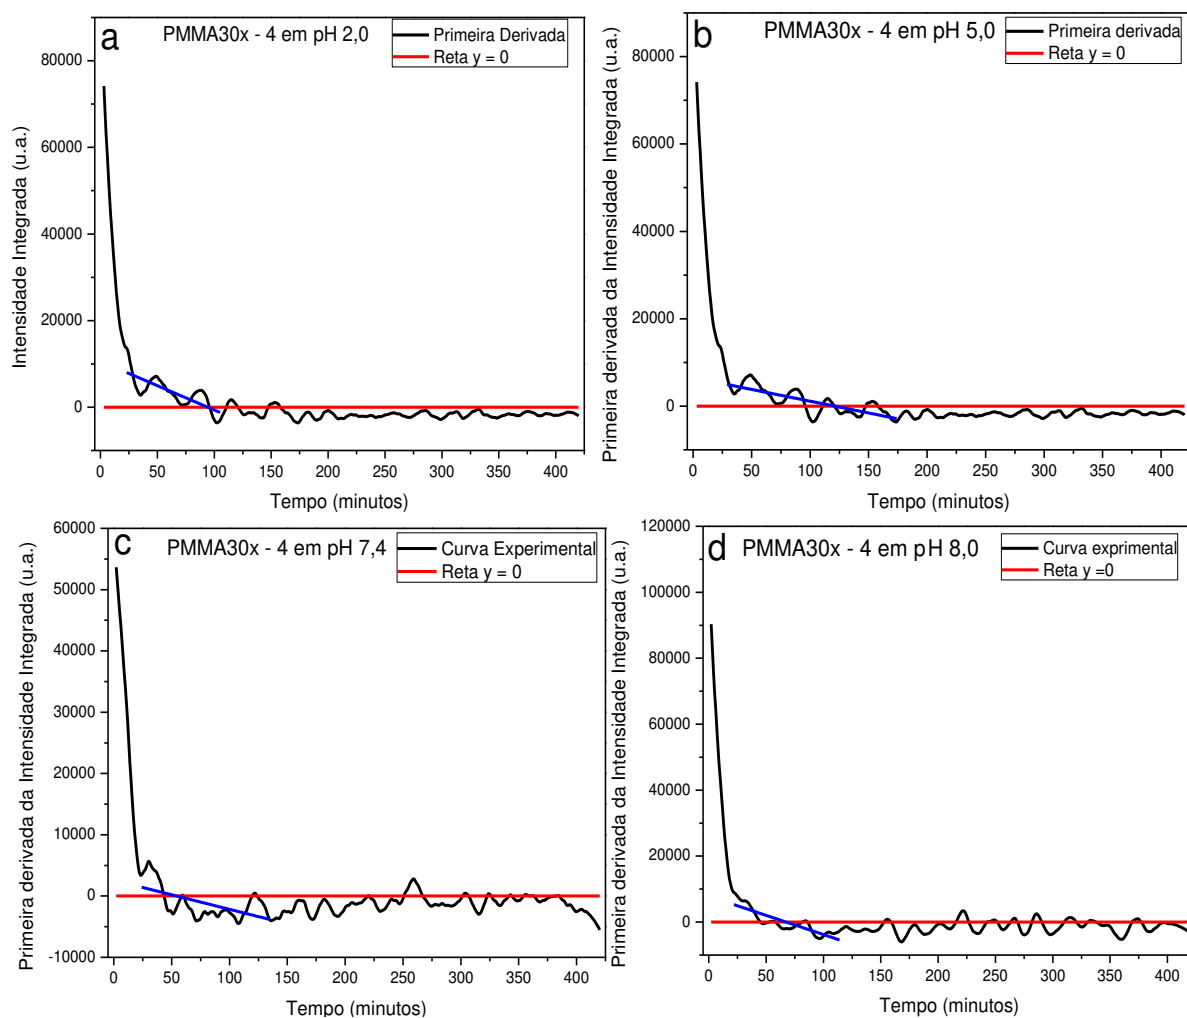 a
PMMA30x - 4 em pH 2,0
Primeira Derivada
Reta y = 0
Intensidade Integrada (u.a.)
80000
60000
40000
20000
0
0 50 100 150 200 250 300 350 400
Tempo (minutos)
b
PMMA30x - 4 em pH 5,0
Primeira derivada
Reta y = 0
Primeira derivada da Intensidade Integrada (u.a.)
80000
60000
40000
20000
0
0 50 100 150 200 250 300 350 400
Tempo (minutos)
c
PMMA30x - 4 em pH 7,4
Curva Experimental
Reta y = 0
Primeira derivada da Intensidade Integrada (u.a.)
60000
50000
40000
30000
20000
10000
0
-10000
0 50 100 150 200 250 300 350 400
Tempo (minutos)
d
PMMA30x - 4 em pH 8,0
Curva exprimental
Reta y =0
Primeira derivada da Intensidade Integrada (u.a.)
120000
100000
80000
60000
40000
20000
0
0 50 100 150 200 250 300 350 400
Tempo (minutos)